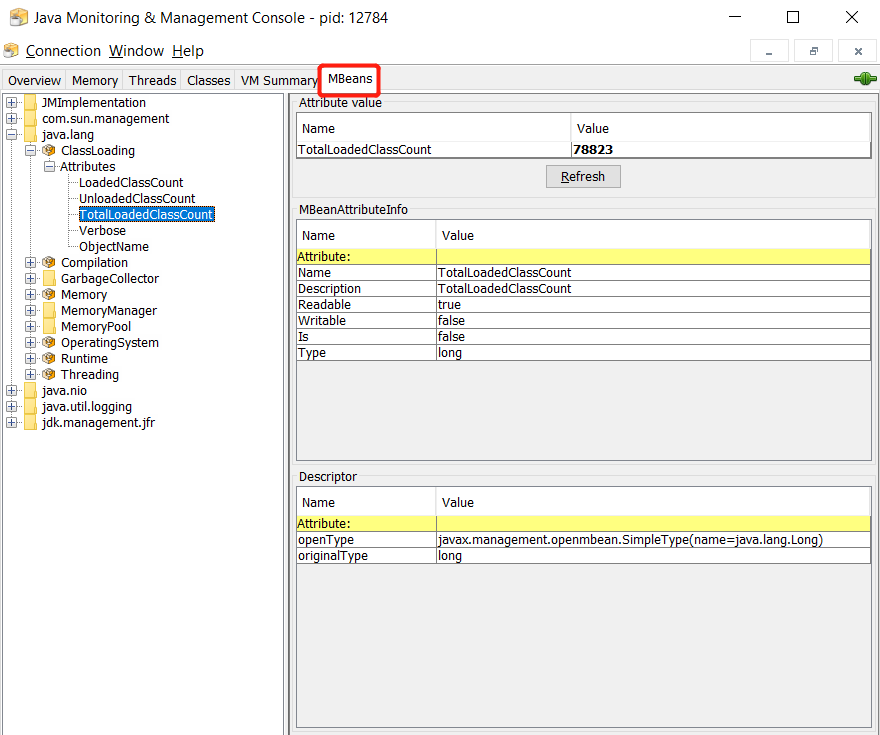 Java Monitoring & Management Console - pid: 12784
Connection Window Help
Overview Memory Threads Classes VM Summary MBeans
JMImplementation
com.sun.management
java.lang
ClassLoading
Attributes
LoadedClassCount
UnloadedClassCount
TotalLoadedClassCount
Verbose
ObjectName
Compilation
GarbageCollector
Memory
MemoryManager
MemoryPool
OperatingSystem
Runtime
Threading
java.nio
java.util.logging
jdk.management.jfr
Attribute value
Name Value
TotalLoadedClassCount 78823
Refresh
MBeanAttributeInfo
Name Value
Attribute:
Name TotalLoadedClassCount
Description TotalLoadedClassCount
Readable true
Writable false
Is false
Type long
Descriptor
Name Value
Attribute:
openType javax.management.openmbean.SimpleType(name=java.lang.Long)
originalType long